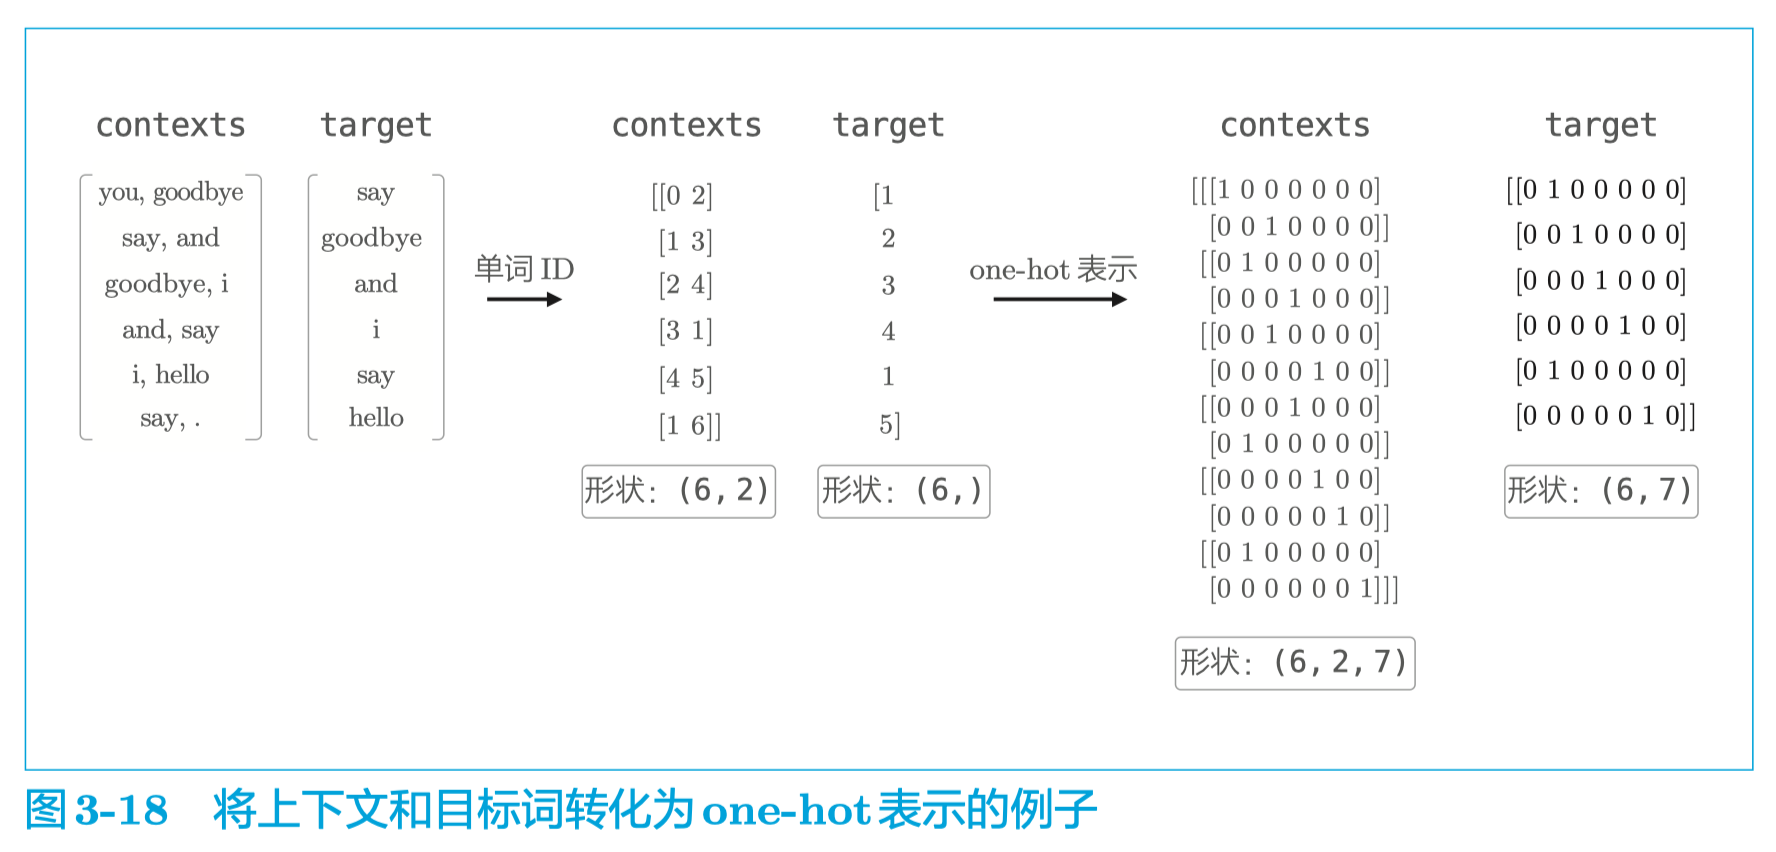 contexts
you, goodbye
say, and
goodbye, i
and, say
i, hello
say, .
target
say
goodbye
and
i
say
hello
单词 ID
contexts
[[0 2]
[1 3]
[2 4]
[3 1]
[4 5]
[1 6]]
形状：(6, 2)
target
[1
2
3
4
1
5]
形状：(6,)
one-hot 表示
contexts
[[[1 0 0 0 0 0 0]
[0 0 1 0 0 0 0]]
[[0 1 0 0 0 0 0]
[0 0 0 1 0 0 0]]
[[0 0 1 0 0 0 0]
[0 0 0 0 1 0 0]]
[[0 0 0 1 0 0 0]
[0 1 0 0 0 0 0]]
[[0 0 0 0 1 0 0]
[0 0 0 0 0 1 0]]
[[0 1 0 0 0 0 0]
[0 0 0 0 0 0 1]]]
形状：(6, 2, 7)
target
[[0 1 0 0 0 0 0]
[0 0 1 0 0 0 0]
[0 0 0 1 0 0 0]
[0 0 0 0 1 0 0]
[0 1 0 0 0 0 0]
[0 0 0 0 0 1 0]]
形状：(6, 7)
图 3-18 将上下文和目标词转化为 one-hot 表示的例子